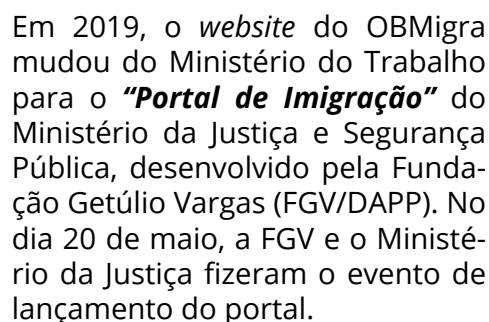 Em 2019, o website do OBMigra
mudou do Ministério do Trabalho
para o “Portal de Imigração” do
Ministério da Justiça e Segurança
Pública, desenvolvido pela Funda-
ção Getúlio Vargas (FGV/DAPP). No
dia 20 de maio, a FGV e o Ministé-
rio da Justiça fizeram o evento de
lançamento do portal.